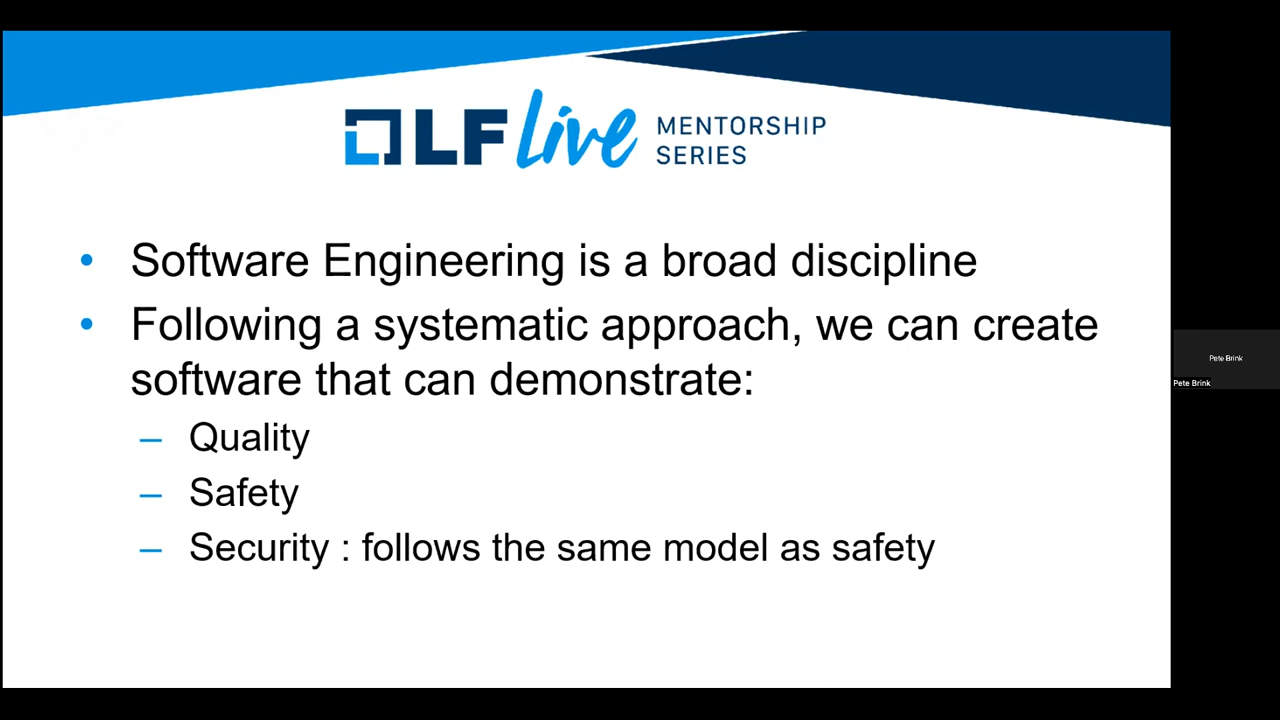 LF live MENTORSHIP
SERIES
• Software Engineering is a broad discipline
• Following a systematic approach, we can create
software that can demonstrate:
– Quality
– Safety
– Security : follows the same model as safety
Pete Brink
Pete Brink